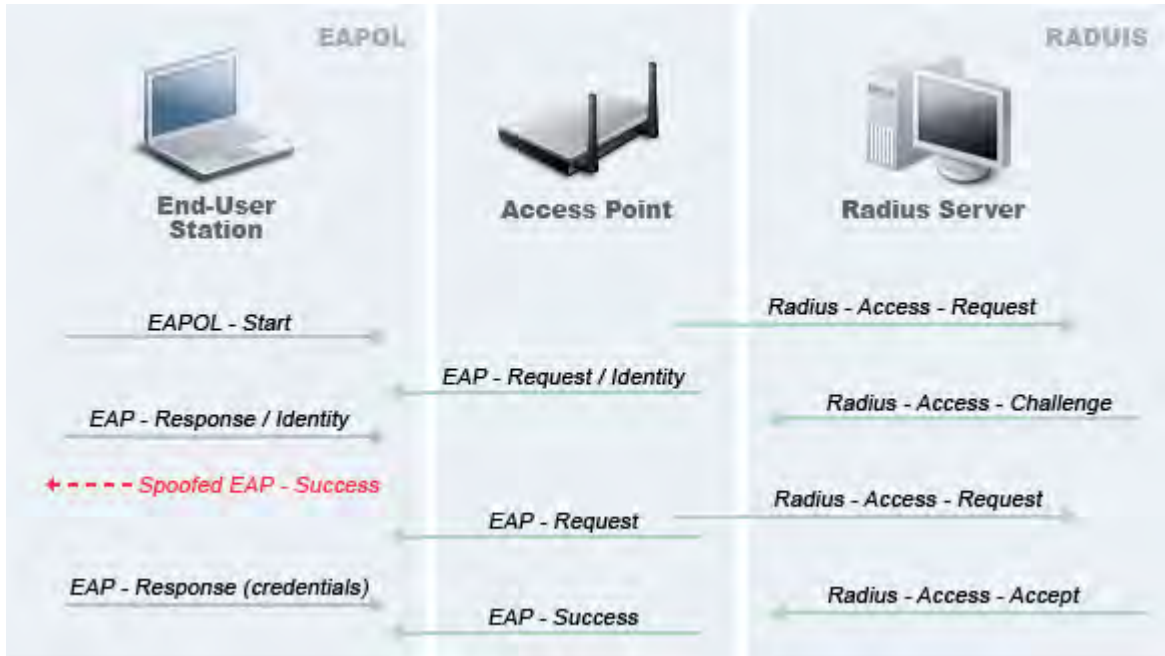 EAPOL
RADUIS
End-User
Station
Access Point
Radius Server
Radius - Access - Request
EAPOL - Start
EAP - Request / Identity
Radius - Access - Challenge
EAP - Response / Identity
Spoofed EAP - Success
Radius - Access - Request
EAP - Request
EAP - Response (credentials)
Radius - Access - Accept
EAP - Success